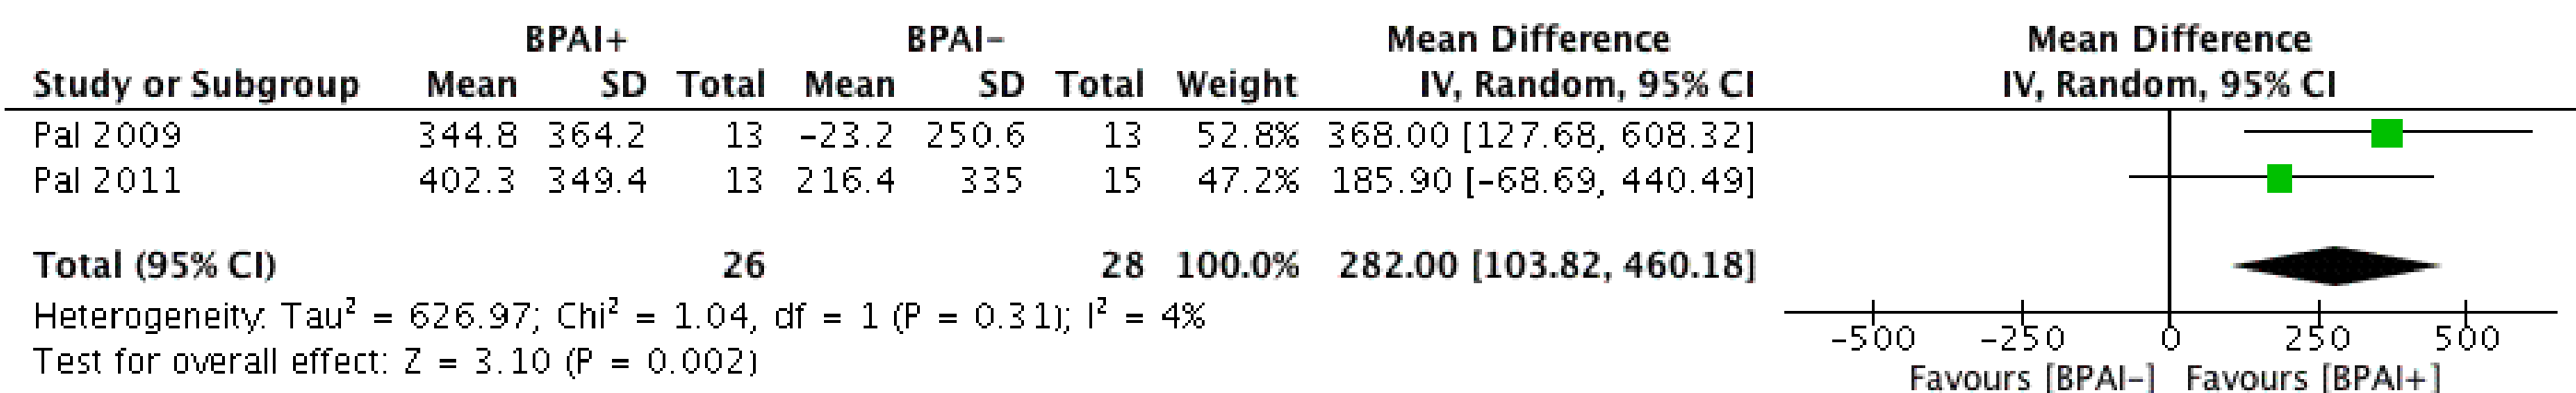 BPAI+ BPAI− Mean Difference Mean Difference
Study or Subgroup Mean SD Total Mean SD Total Weight IV, Random, 95% CI IV, Random, 95% CI
Pal 2009 344.8 364.2 13 −23.2 250.6 13 52.8% 368.00 [127.68, 608.32]
Pal 2011 402.3 349.4 13 216.4 335 15 47.2% 185.90 [−68.69, 440.49]
Total (95% CI) 26 28 100.0% 282.00 [103.82, 460.18]
Heterogeneity: Tau² = 626.97; Chi² = 1.04, df = 1 (P = 0.31); I² = 4%
Test for overall effect: Z = 3.10 (P = 0.002)
−500 −250 0 250 500
Favours [BPAI−] Favours [BPAI+]